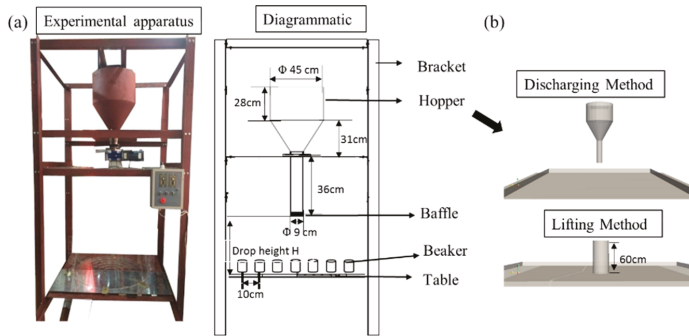 (a)
Experimental apparatus
Diagrammatic
Φ 45 cm
28cm
31cm
36cm
Φ 9 cm
Drop height H
10cm
Bracket
Hopper
Baffle
Beaker
Table
(b)
Discharging Method
Lifting Method
60cm